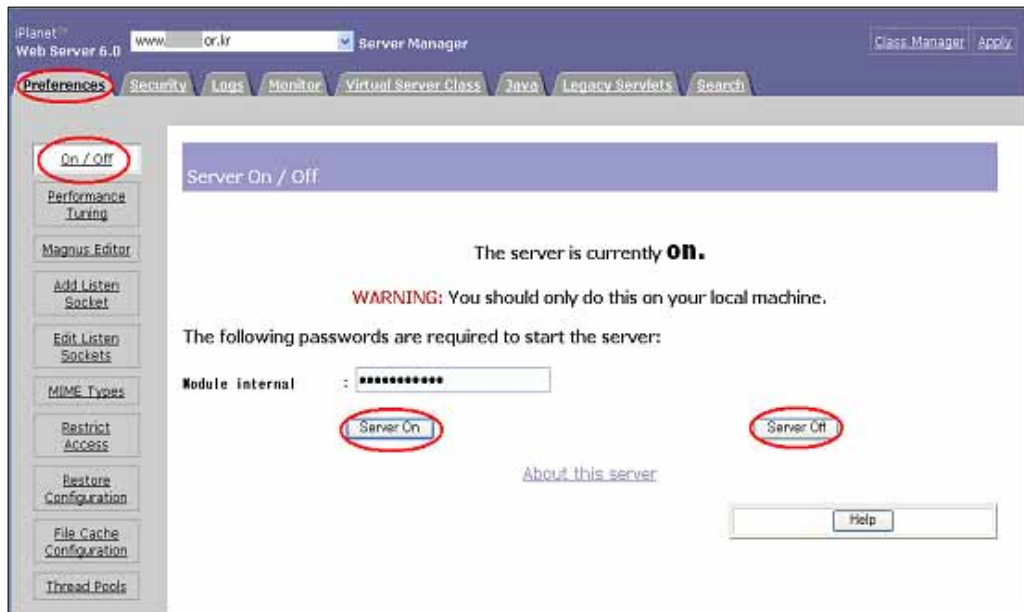 iPlanet™
Web Server 6.0
www. or.kr
Server Manager
Class Manager
Apply
Preferences
Security
Logs
Monitor
Virtual Server Class
Java
Legacy Servlets
Search
On / Off
Performance
Tuning
Magnus Editor
Add Listen
Socket
Edit Listen
Sockets
MIME Types
Restrict
Access
Restore
Configuration
File Cache
Configuration
Thread Pools
Server On / Off
The server is currently on.
WARNING: You should only do this on your local machine.
The following passwords are required to start the server:
Module internal : •••••••••••
Server On
Server Off
About this server
Help